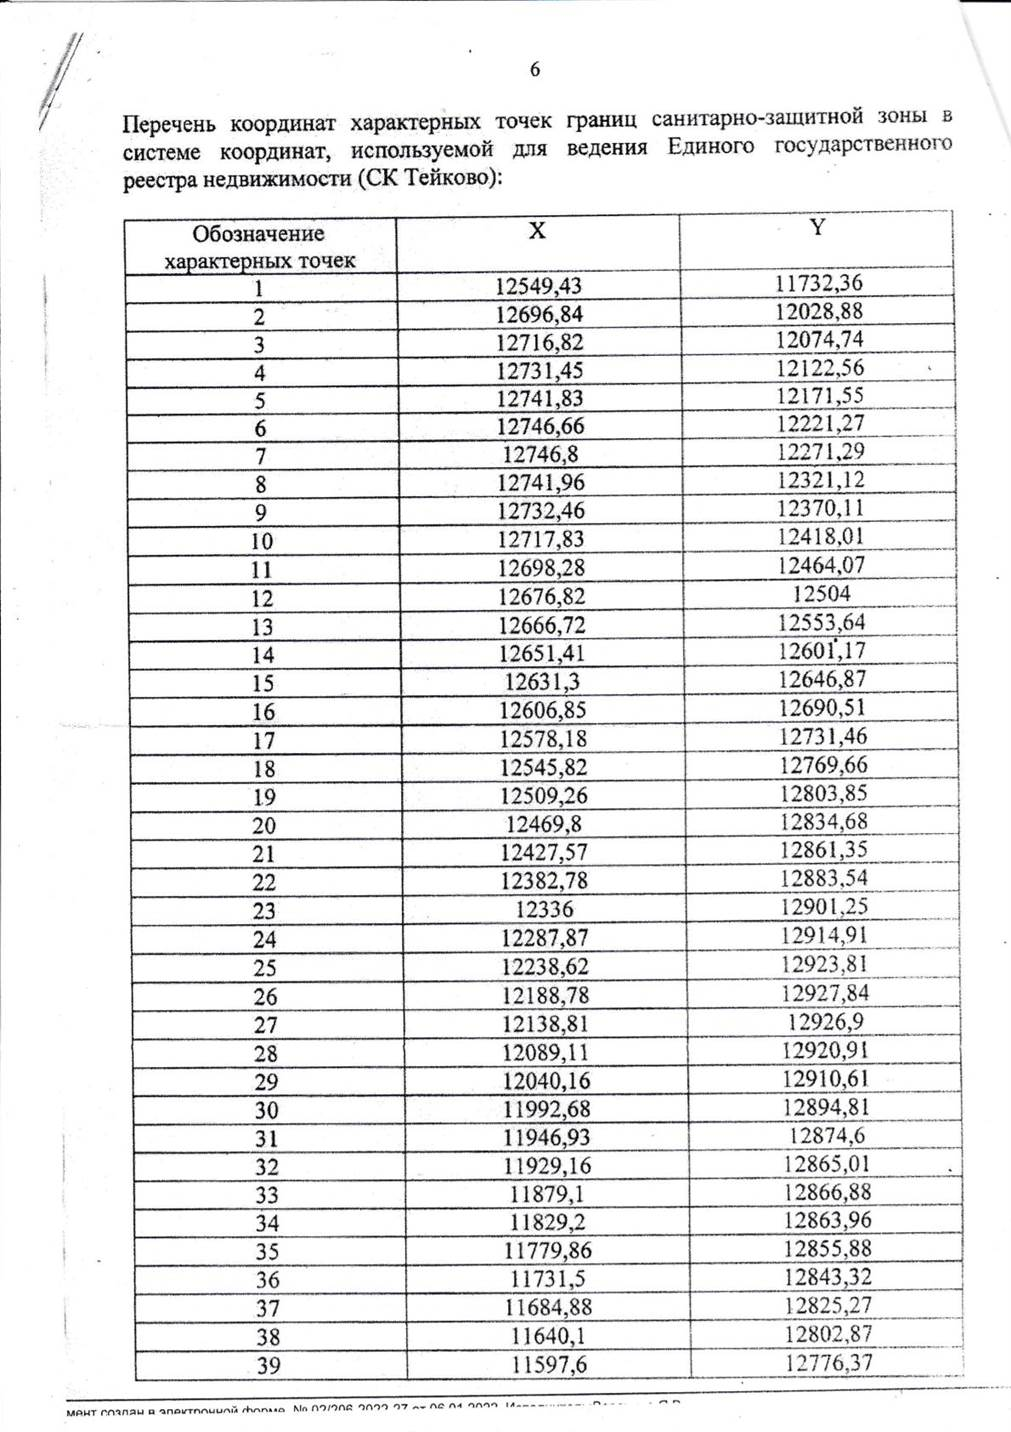 6
Перечень координат характерных точек границ санитарно-защитной зоны в
системе координат, используемой для ведения Единого государственного
реестра недвижимости (СК Тейково):
Обозначение характерных точек X Y
1 12549,43 11732,36
2 12696,84 12028,88
3 12716,82 12074,74
4 12731,45 12122,56
5 12741,83 12171,55
6 12746,66 12221,27
7 12746,8 12271,29
8 12741,96 12321,12
9 12732,46 12370,11
10 12717,83 12418,01
11 12698,28 12464,07
12 12676,82 12504
13 12666,72 12553,64
14 12651,41 12601,17
15 12631,3 12646,87
16 12606,85 12690,51
17 12578,18 12731,46
18 12545,82 12769,66
19 12509,26 12803,85
20 12469,8 12834,68
21 12427,57 12861,35
22 12382,78 12883,54
23 12336 12901,25
24 12287,87 12914,91
25 12238,62 12923,81
26 12188,78 12927,84
27 12138,81 12926,9
28 12089,11 12920,91
29 12040,16 12910,61
30 11992,68 12894,81
31 11946,93 12874,6
32 11929,16 12865,01
33 11879,1 12866,88
34 11829,2 12863,96
35 11779,86 12855,88
36 11731,5 12843,32
37 11684,88 12825,27
38 11640,1 12802,87
39 11597,6 12776,37
мент создан в электронной форме. №